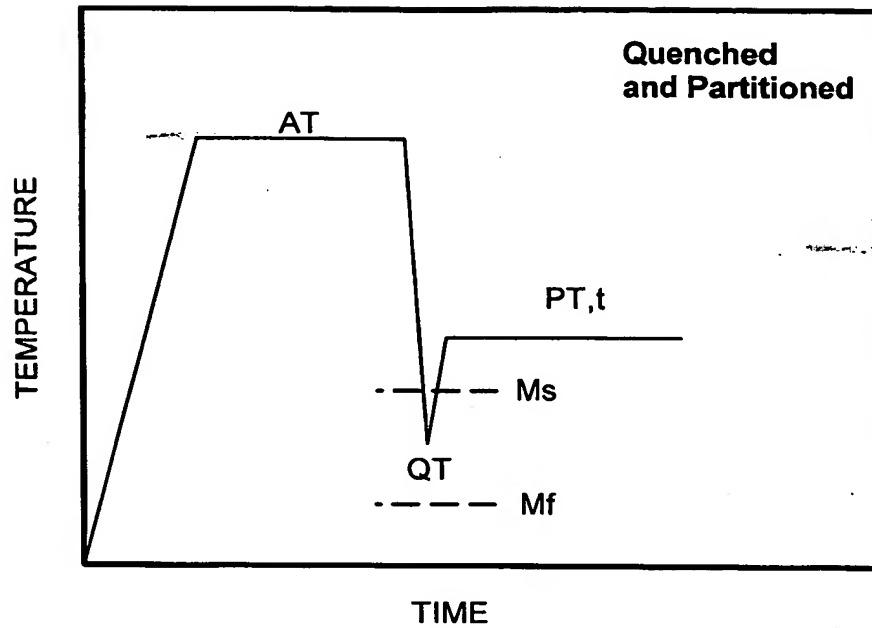 Quenched
and Partitioned
AT
TEMPERATURE
PT,t
Ms
QT
Mf
TIME